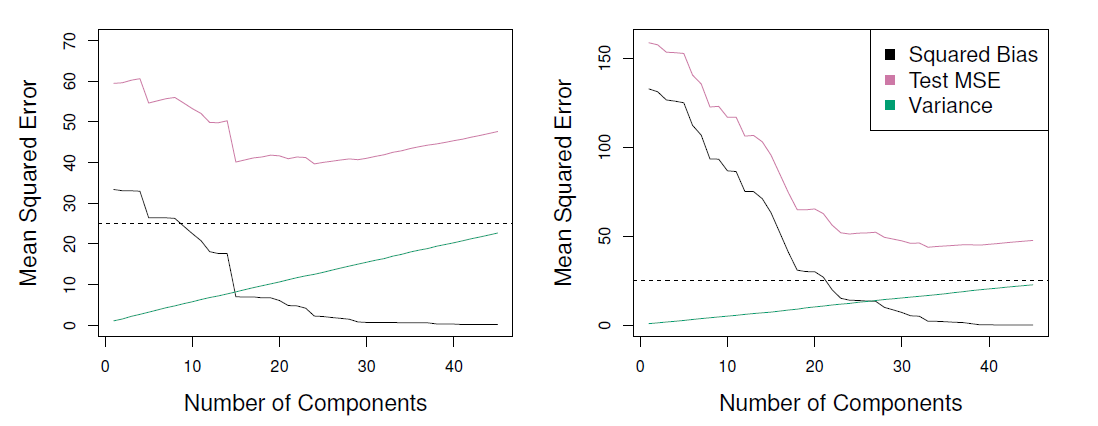 Mean Squared Error
70
60
50
40
30
20
10
0
0 10 20 30 40
Number of Components
Mean Squared Error
150
100
50
0
0 10 20 30 40
Number of Components
Squared Bias
Test MSE
Variance